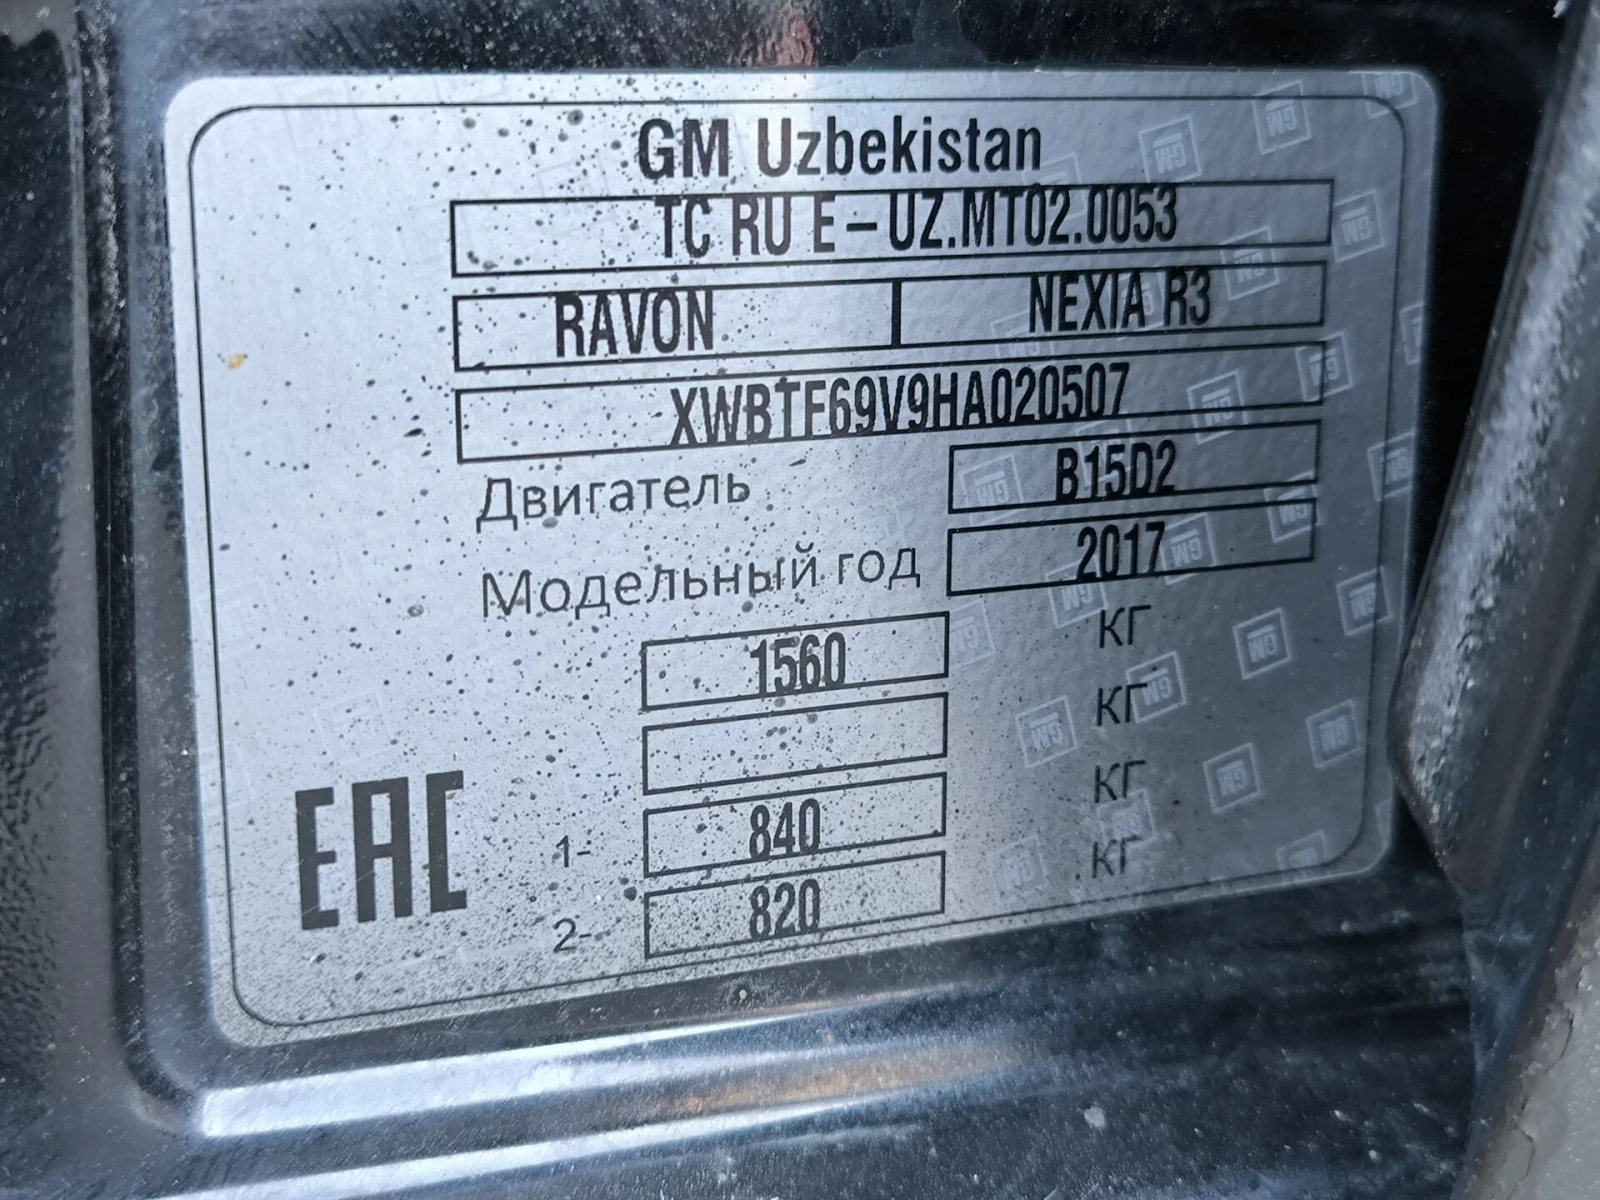 GM Uzbekistan
TC RU E-UZ.MT02.0053
RAVON NEXIA R3
XWBTF69V9HA020507
Двигатель B15D2
Модельный год 2017
1560 КГ
КГ
1- 840 КГ
2- 820 КГ
EAC